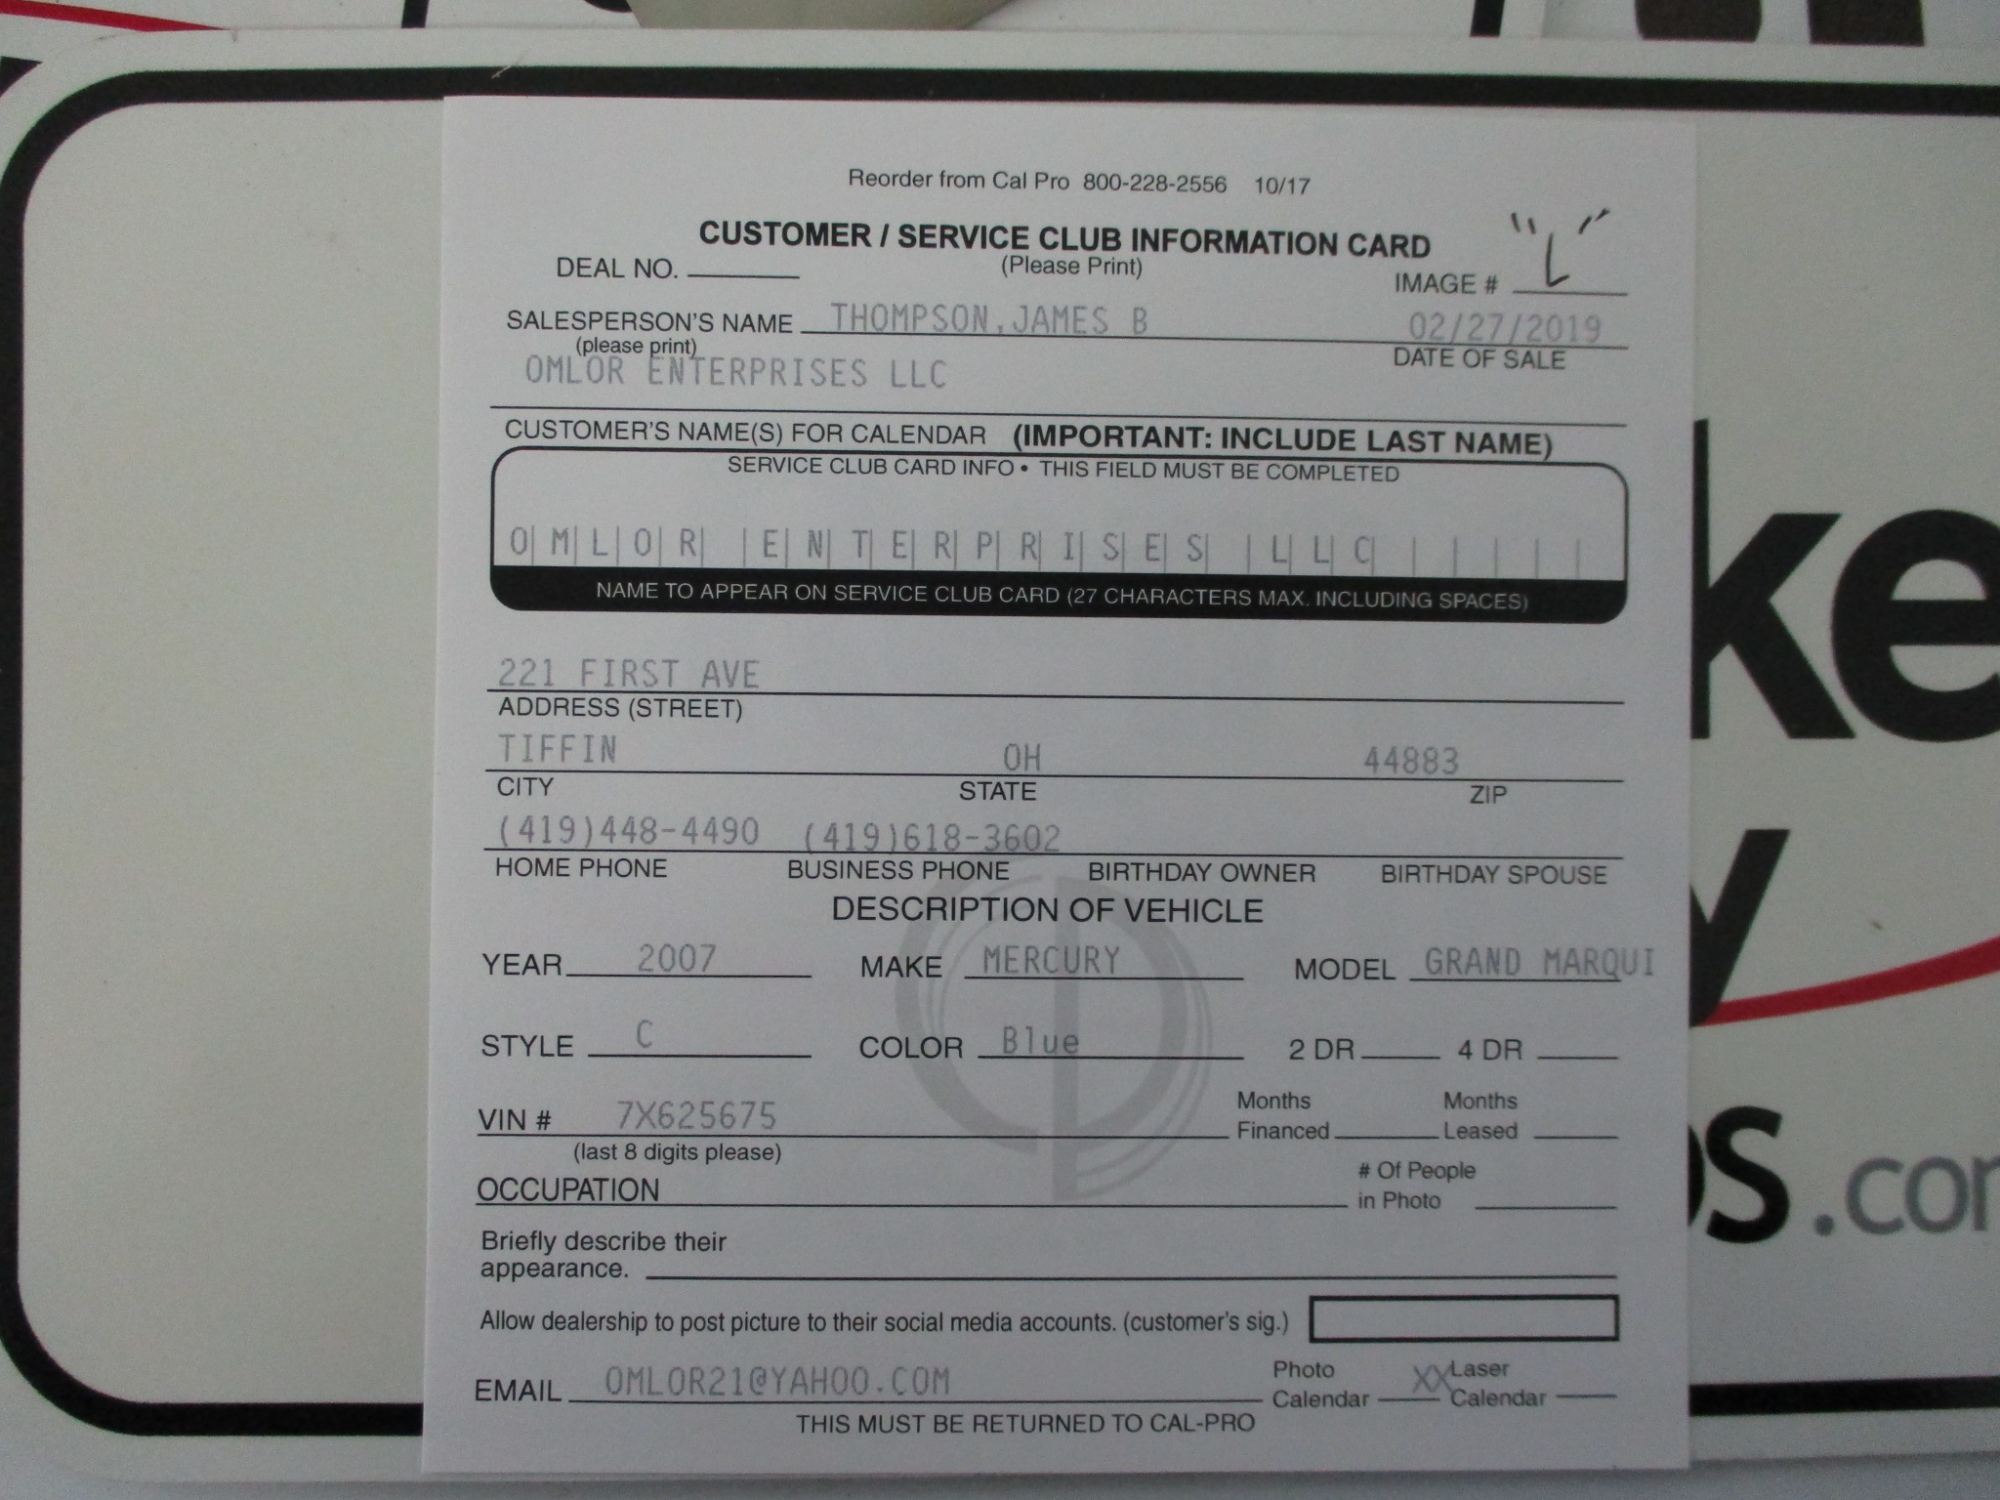 Reorder from Cal Pro 800-228-2556 10/17
CUSTOMER / SERVICE CLUB INFORMATION CARD
DEAL NO. (Please Print) IMAGE # "L"
SALESPERSON'S NAME THOMPSON,JAMES B 02/27/2019
(please print) DATE OF SALE
OMLOR ENTERPRISES LLC
CUSTOMER'S NAME(S) FOR CALENDAR (IMPORTANT: INCLUDE LAST NAME)
SERVICE CLUB CARD INFO • THIS FIELD MUST BE COMPLETED
OMLOR ENTERPRISES LLC
NAME TO APPEAR ON SERVICE CLUB CARD (27 CHARACTERS MAX. INCLUDING SPACES)
221 FIRST AVE
ADDRESS (STREET)
TIFFIN OH 44883
CITY STATE ZIP
(419)448-4490 (419)618-3602
HOME PHONE BUSINESS PHONE BIRTHDAY OWNER BIRTHDAY SPOUSE
DESCRIPTION OF VEHICLE
YEAR 2007 MAKE MERCURY MODEL GRAND MARQUI
STYLE C COLOR Blue 2 DR 4 DR
VIN # 7X625675 Months Financed Months Leased
(last 8 digits please)
OCCUPATION # Of People in Photo
Briefly describe their
appearance.
Allow dealership to post picture to their social media accounts. (customer's sig.)
EMAIL OMLOR21@YAHOO.COM Photo Calendar XX Laser Calendar
THIS MUST BE RETURNED TO CAL-PRO
ke
y
os.com